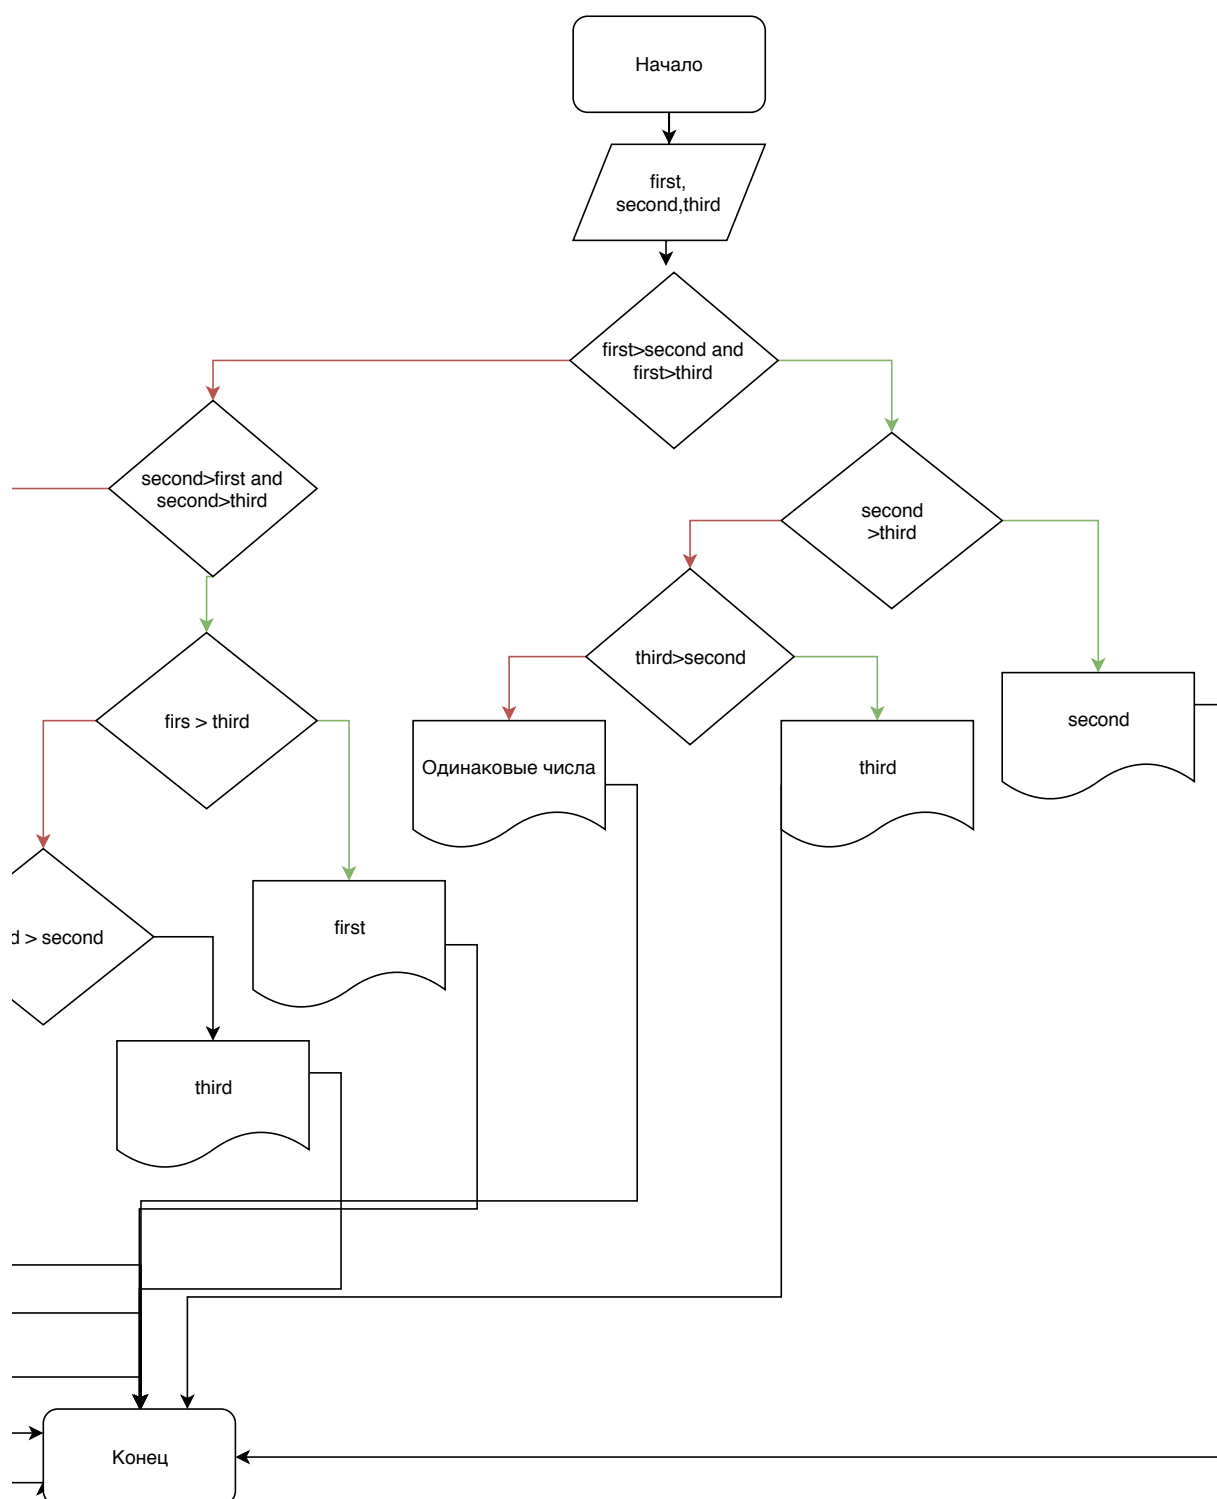 Начало
first,
second,third
first>second and
first>third
second>first and
second>third
second
>third
third>second
firs > third
second
Одинаковые числа
third
first
d > second
third
Конец